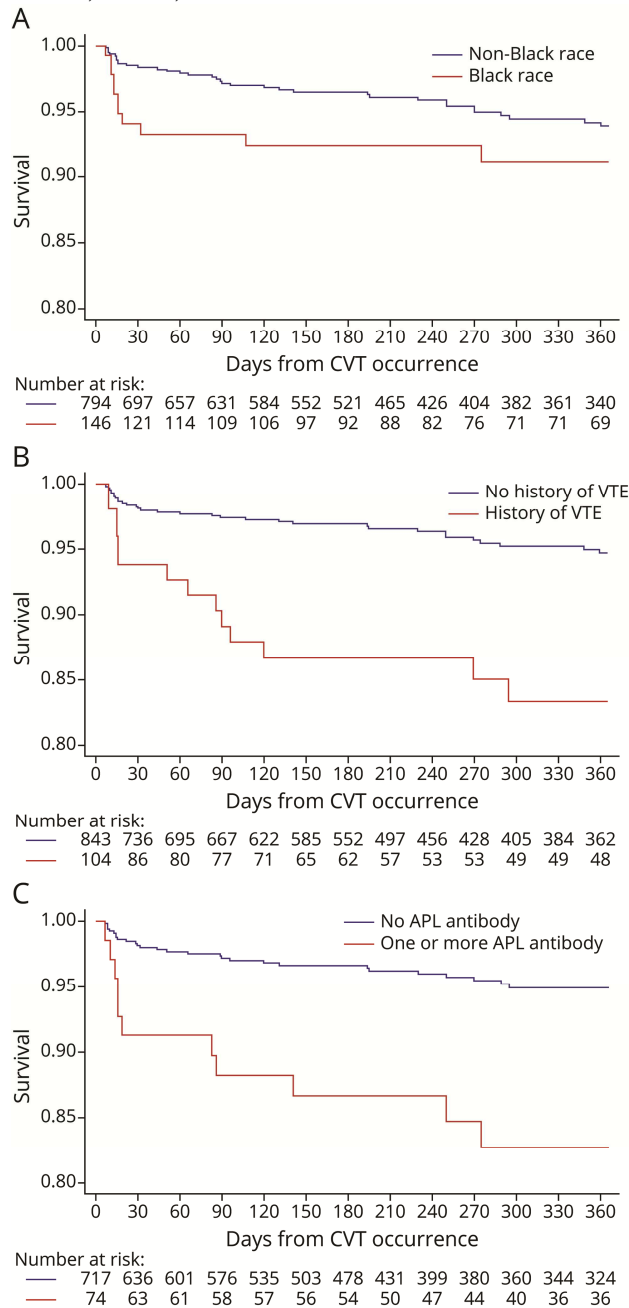 A
1.00
0.95
0.90
0.85
0.80
Survival
Non-Black race
Black race
0 30 60 90 120 150 180 210 240 270 300 330 360
Days from CVT occurrence
Number at risk:
794 697 657 631 584 552 521 465 426 404 382 361 340
146 121 114 109 106 97 92 88 82 76 71 71 69
B
1.00
0.95
0.90
0.85
0.80
Survival
No history of VTE
History of VTE
0 30 60 90 120 150 180 210 240 270 300 330 360
Days from CVT occurrence
Number at risk:
843 736 695 667 622 585 552 497 456 428 405 384 362
104 86 80 77 71 65 62 57 53 53 49 49 48
C
1.00
0.95
0.90
0.85
0.80
Survival
No APL antibody
One or more APL antibody
0 30 60 90 120 150 180 210 240 270 300 330 360
Days from CVT occurrence
Number at risk:
717 636 601 576 535 503 478 431 399 380 360 344 324
74 63 61 58 57 56 54 50 47 44 40 36 36